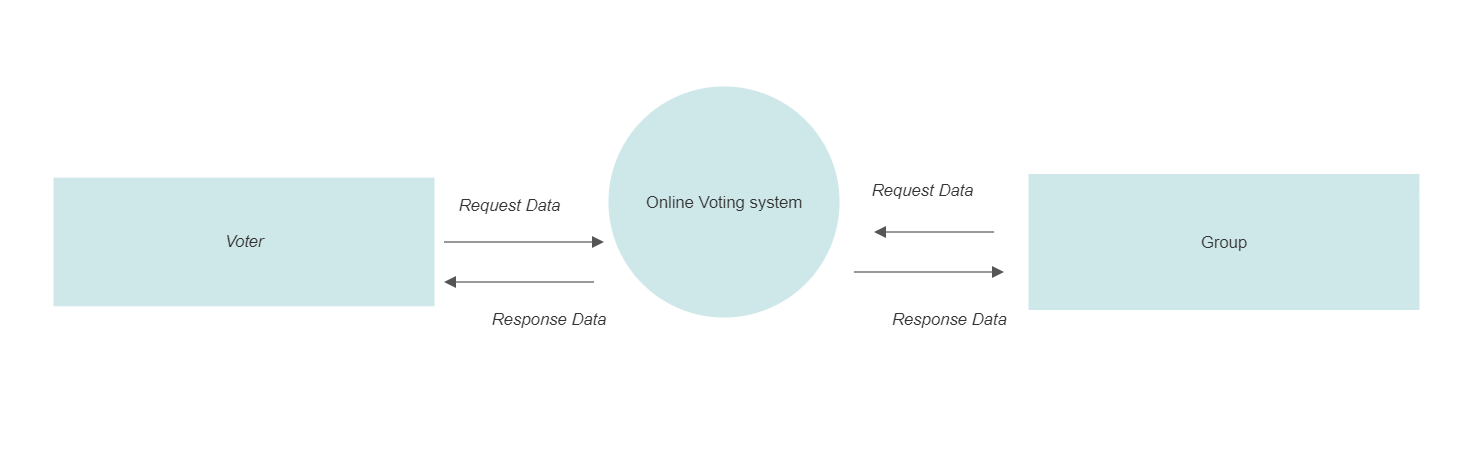 Request Data
Voter
Response Data
Online Voting system
Request Data
Response Data
Group